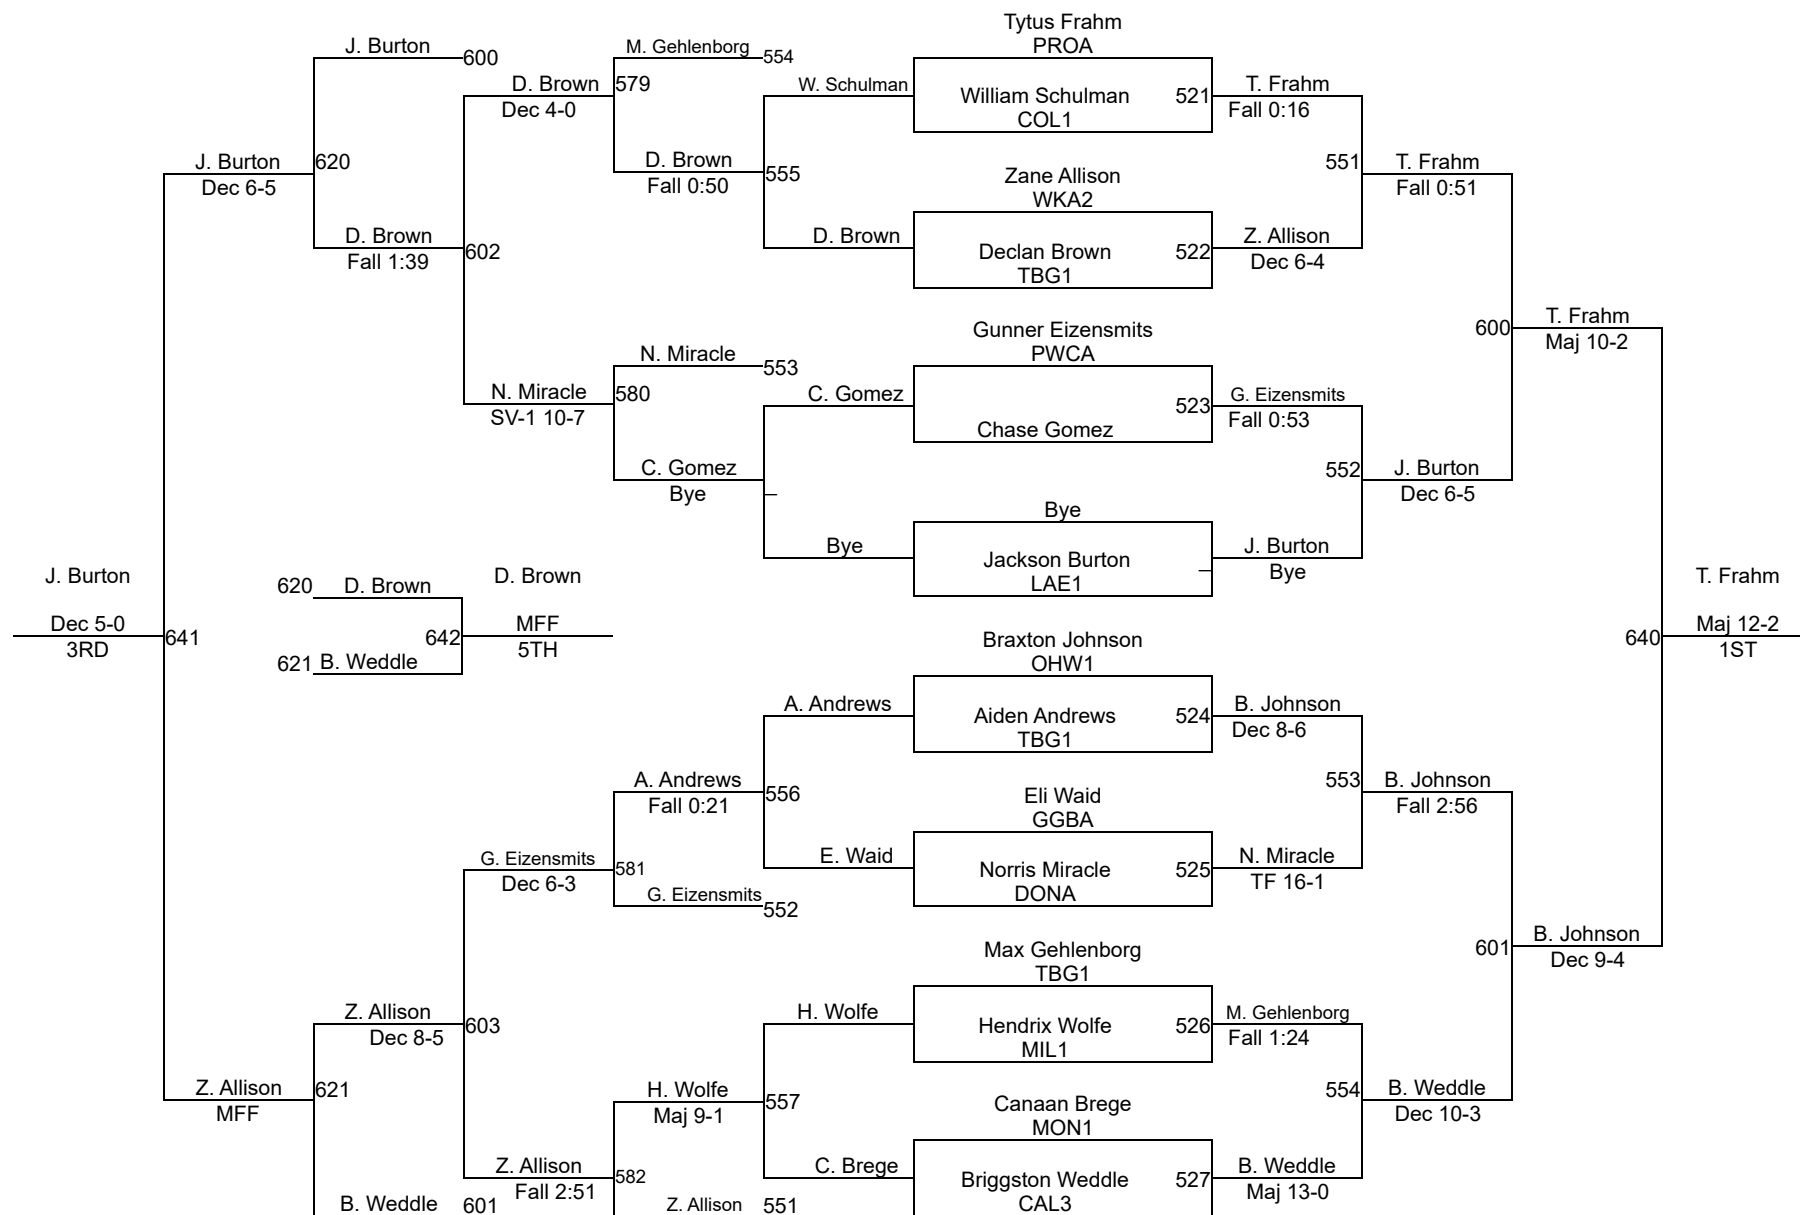 Tytus Frahm
PROA
J. Burton
600
M. Gehlenborg
554
D. Brown
579
Dec 4-0
W. Schulman
William Schulman
COL1
521
T. Frahm
Fall 0:16
J. Burton
Dec 6-5
620
D. Brown
Fall 0:50
555
Zane Allison
WKA2
551
T. Frahm
Fall 0:51
D. Brown
Fall 1:39
602
D. Brown
Declan Brown
TBG1
522
Z. Allison
Dec 6-4
Gunner Eizensmits
PWCA
600
T. Frahm
Maj 10-2
N. Miracle
553
N. Miracle
SV-1 10-7
580
C. Gomez
Chase Gomez
523
G. Eizensmits
Fall 0:53
C. Gomez
Bye
–
552
J. Burton
Dec 6-5
Bye
Bye
Jackson Burton
LAE1
–
J. Burton
Bye
J. Burton
Dec 5-0
3RD
641
620
D. Brown
621
B. Weddle
642
D. Brown
MFF
5TH
640
T. Frahm
Maj 12-2
1ST
Braxton Johnson
OHW1
A. Andrews
Aiden Andrews
TBG1
524
B. Johnson
Dec 8-6
A. Andrews
Fall 0:21
556
Eli Waid
GGBA
553
B. Johnson
Fall 2:56
G. Eizensmits
Dec 6-3
581
E. Waid
Norris Miracle
DONA
525
N. Miracle
TF 16-1
G. Eizensmits
552
Max Gehlenborg
TBG1
601
B. Johnson
Dec 9-4
Z. Allison
Dec 8-5
603
H. Wolfe
Hendrix Wolfe
MIL1
526
M. Gehlenborg
Fall 1:24
Z. Allison
MFF
621
H. Wolfe
Maj 9-1
557
Canaan Brege
MON1
554
B. Weddle
Dec 10-3
Z. Allison
Fall 2:51
582
C. Brege
Briggston Weddle
CAL3
527
B. Weddle
Maj 13-0
B. Weddle
601
Z. Allison
551